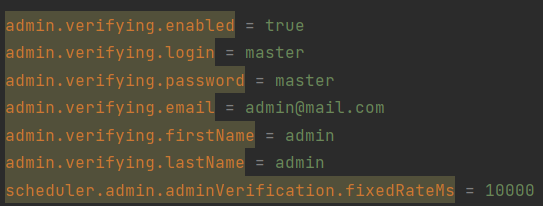 admin.verifying.enabled = true
admin.verifying.login = master
admin.verifying.password = master
admin.verifying.email = admin@mail.com
admin.verifying.firstName = admin
admin.verifying.lastName = admin
scheduler.admin.adminVerification.fixedRateMs = 10000